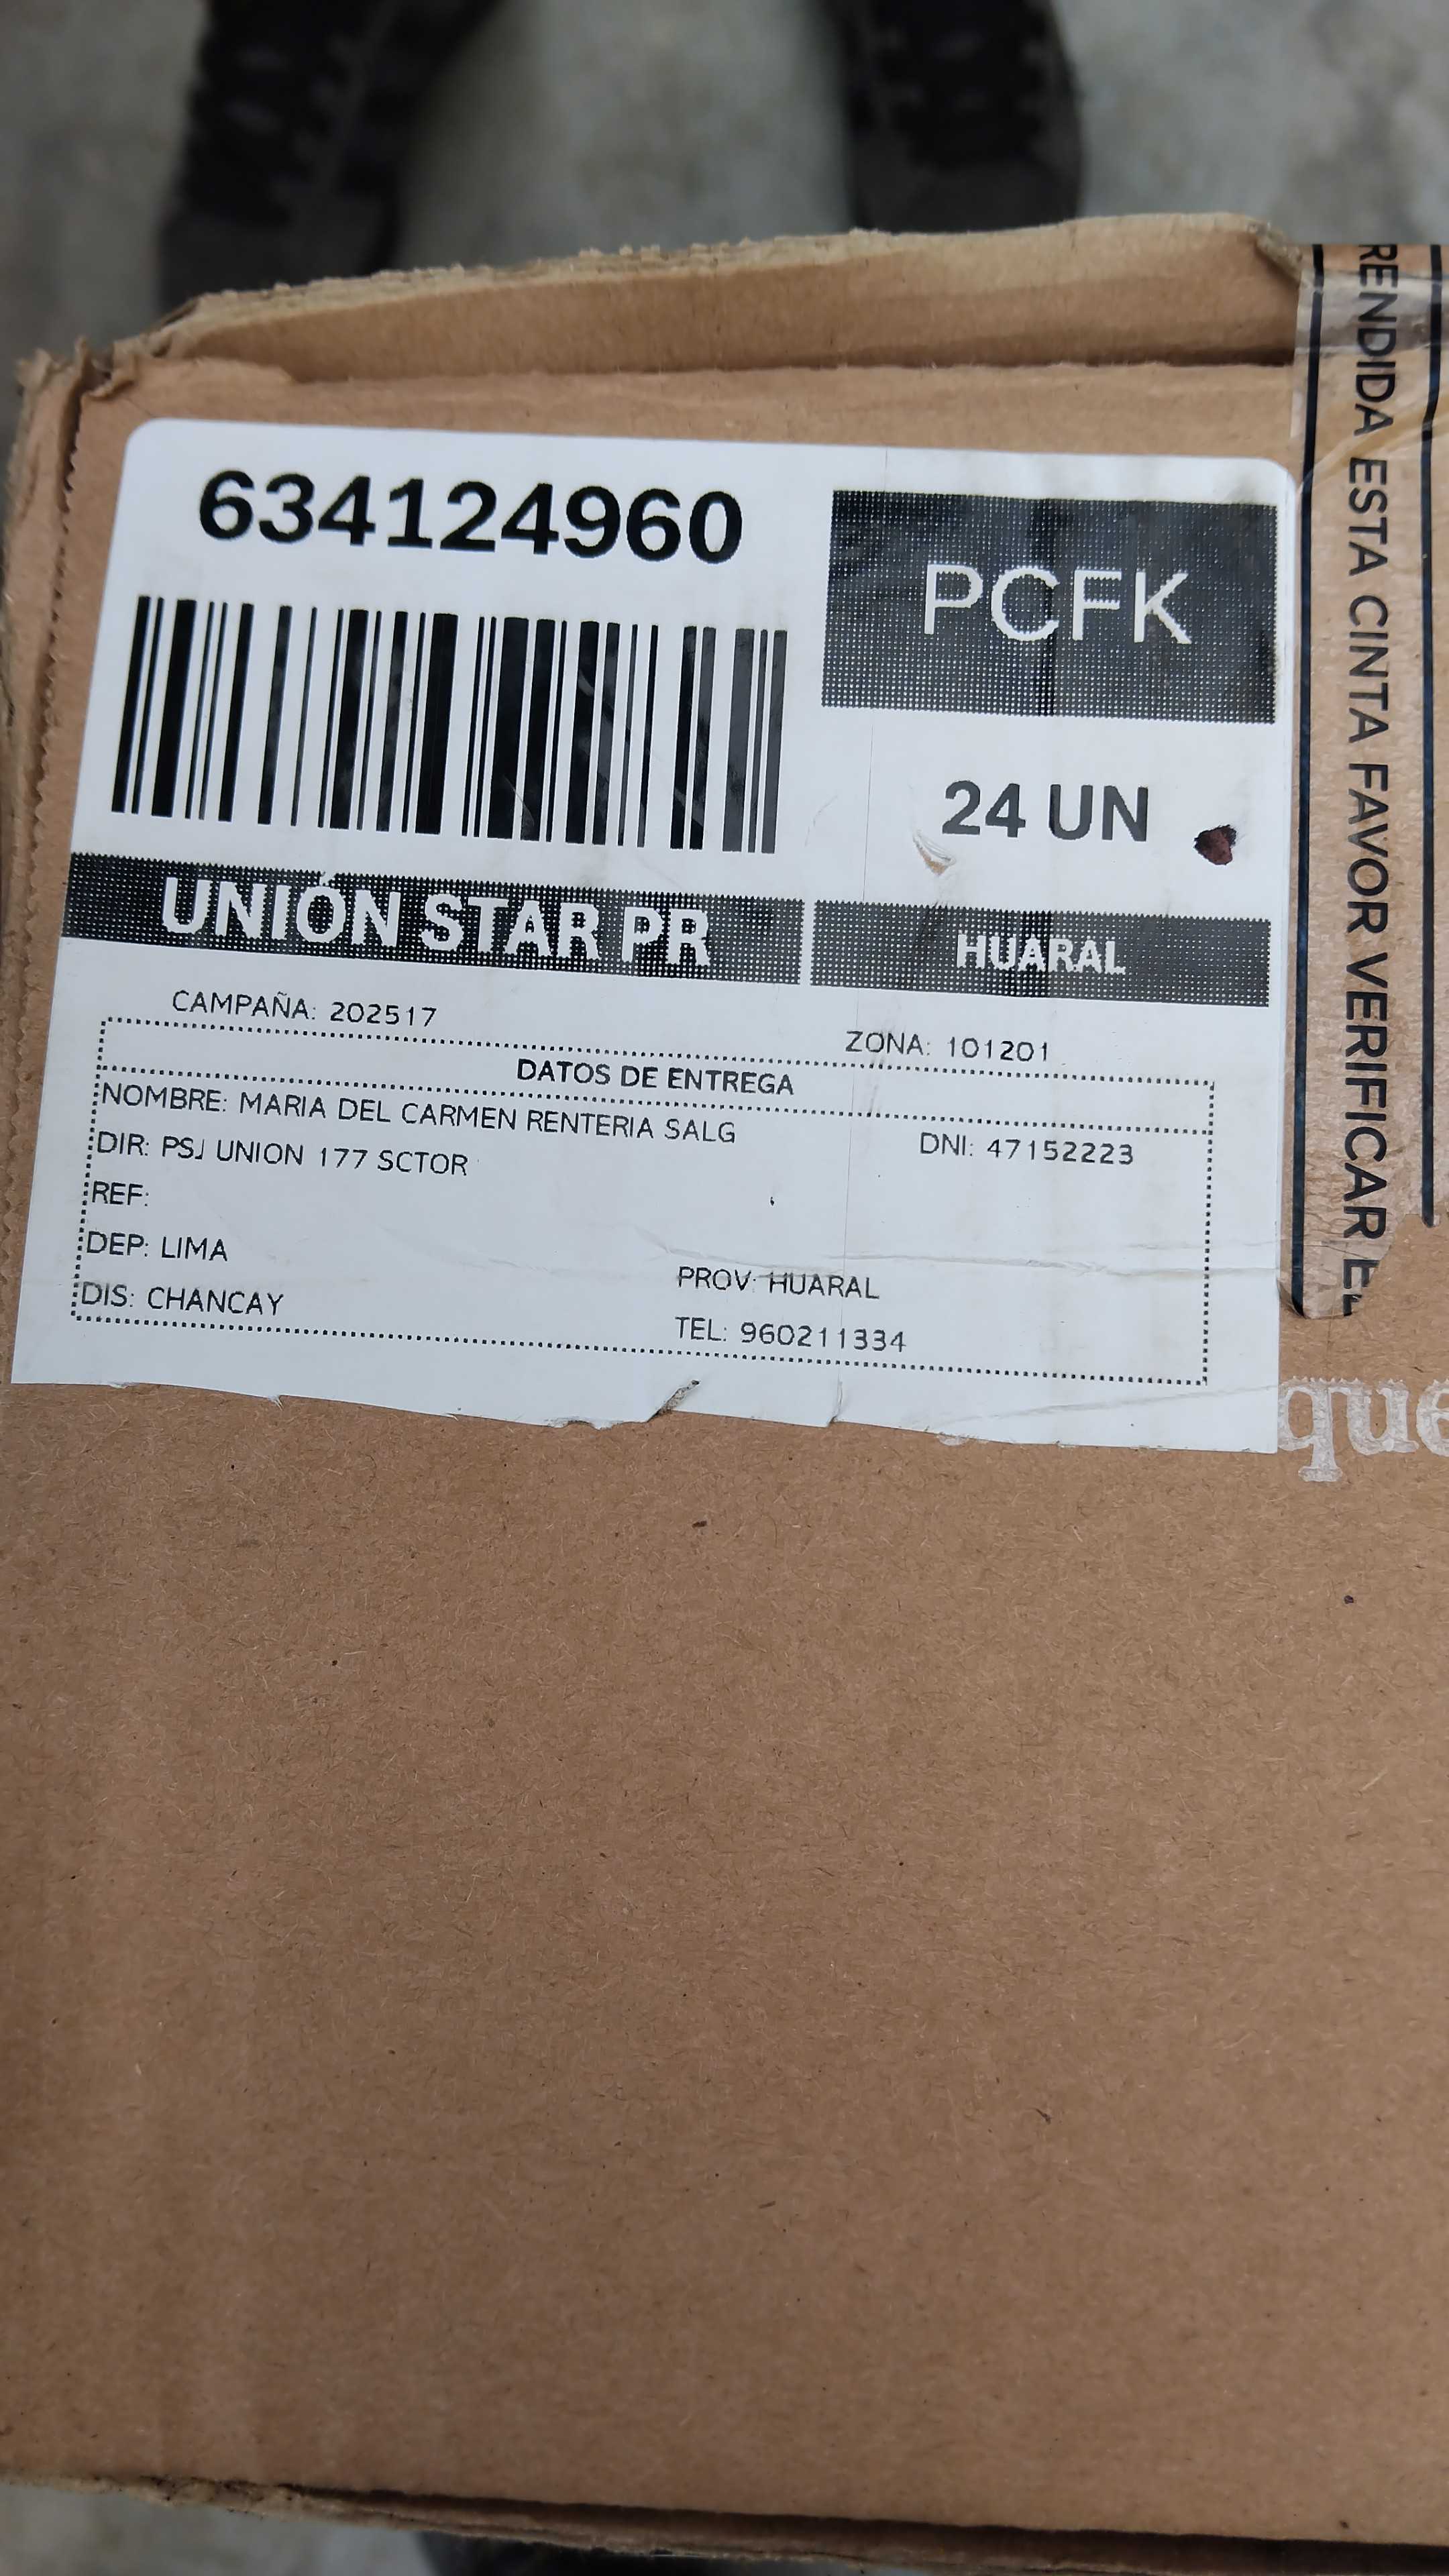 634124960
PCFK
24 UN
UNIÓN STAR PR
HUARAL
CAMPAÑA: 202517
ZONA: 101201
DATOS DE ENTREGA
NOMBRE: MARIA DEL CARMEN RENTERIA SALG
DNI: 47152223
DIR: PSJ UNION 177 SCTOR
REF:
DEP: LIMA
PROV: HUARAL
DIS: CHANCAY
TEL: 960211334
RENDIDA ESTA CINTA FAVOR VERIFICAR EL
que